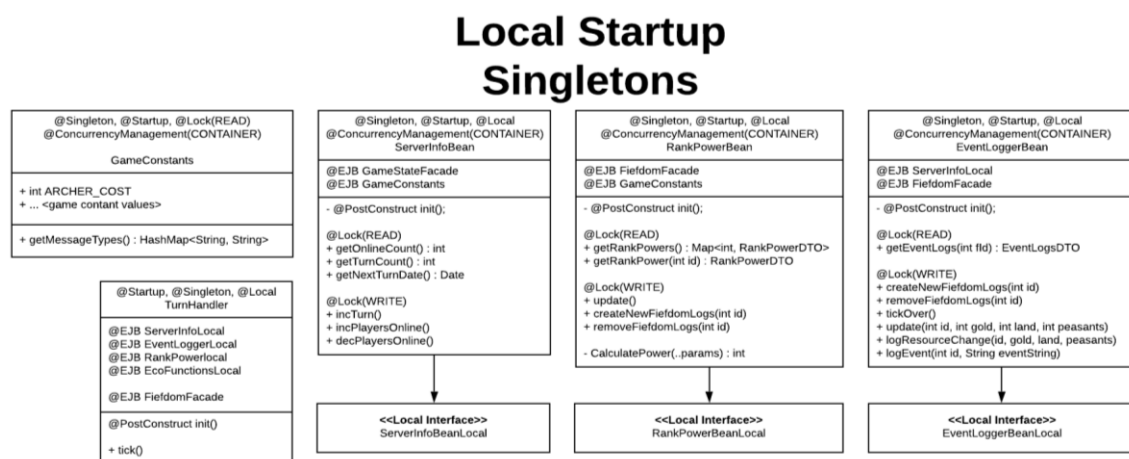 Local Startup
Singletons
@Singleton, @Startup, @Lock(READ)
@ConcurrencyManagement(CONTAINER)
GameConstants
+ int ARCHER_COST
+ ... <game contant values>
+ getMessageTypes() : HashMap<String, String>
@Startup, @Singleton, @Local
TurnHandler
@EJB ServerInfoLocal
@EJB EventLoggerLocal
@EJB RankPowerlocal
@EJB EcoFunctionsLocal
@EJB FiefdomFacade
@PostConstruct init()
+ tick()
@Singleton, @Startup, @Local
@ConcurrencyManagement(CONTAINER)
ServerInfoBean
@EJB GameStateFacade
@EJB GameConstants
- @PostConstruct init();
@Lock(READ)
+ getOnlineCount() : int
+ getTurnCount() : int
+ getNextTurnDate() : Date
@Lock(WRITE)
+ incTurn()
+ incPlayersOnline()
+ decPlayersOnline()
<<Local Interface>>
ServerInfoBeanLocal
@Singleton, @Startup, @Local
@ConcurrencyManagement(CONTAINER)
RankPowerBean
@EJB FiefdomFacade
@EJB GameConstants
- @PostConstruct init();
@Lock(READ)
+ getRankPowers() : Map<int, RankPowerDTO>
+ getRankPower(int id) : RankPowerDTO
@Lock(WRITE)
+ update()
+ createNewFiefdomLogs(int id)
+ removeFiefdomLogs(int id)
- CalculatePower(..params) : int
<<Local Interface>>
RankPowerBeanLocal
@Singleton, @Startup, @Local
@ConcurrencyManagement(CONTAINER)
EventLoggerBean
@EJB ServerInfoLocal
@EJB FiefdomFacade
- @PostConstruct init();
@Lock(READ)
+ getEventLogs(int fId) : EventLogsDTO
@Lock(WRITE)
+ createNewFiefdomLogs(int id)
+ removeFiefdomLogs(int id)
+ tickOver()
+ update(int id, int gold, int land, int peasants)
+ logResourceChange(id, gold, land, peasants)
+ logEvent(int id, String eventString)
<<Local Interface>>
EventLoggerBeanLocal